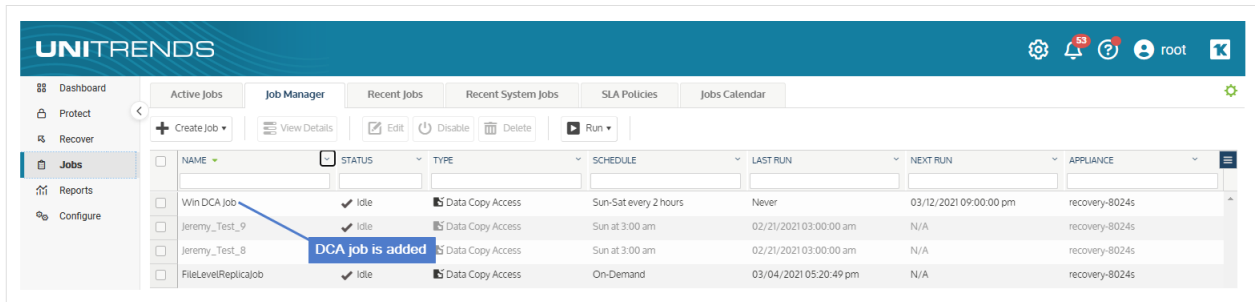 UNITRENDS
53
root
Dashboard
Protect
Recover
Jobs
Reports
Configure
Active Jobs Job Manager Recent Jobs Recent System Jobs SLA Policies Jobs Calendar
Create Job View Details Edit Disable Delete Run
NAME STATUS TYPE SCHEDULE LAST RUN NEXT RUN APPLIANCE
Win DCA Job Idle Data Copy Access Sun-Sat every 2 hours Never 03/12/2021 09:00:00 pm recovery-8024s
Jeremy_Test_9 Idle Data Copy Access Sun at 3:00 am 02/21/2021 03:00:00 am N/A recovery-8024s
Jeremy_Test_8 Data Copy Access Sun at 3:00 am 02/21/2021 03:00:00 am N/A recovery-8024s
DCA job is added
FileLevelReplicaJob Idle Data Copy Access On-Demand 03/04/2021 05:20:49 pm N/A recovery-8024s